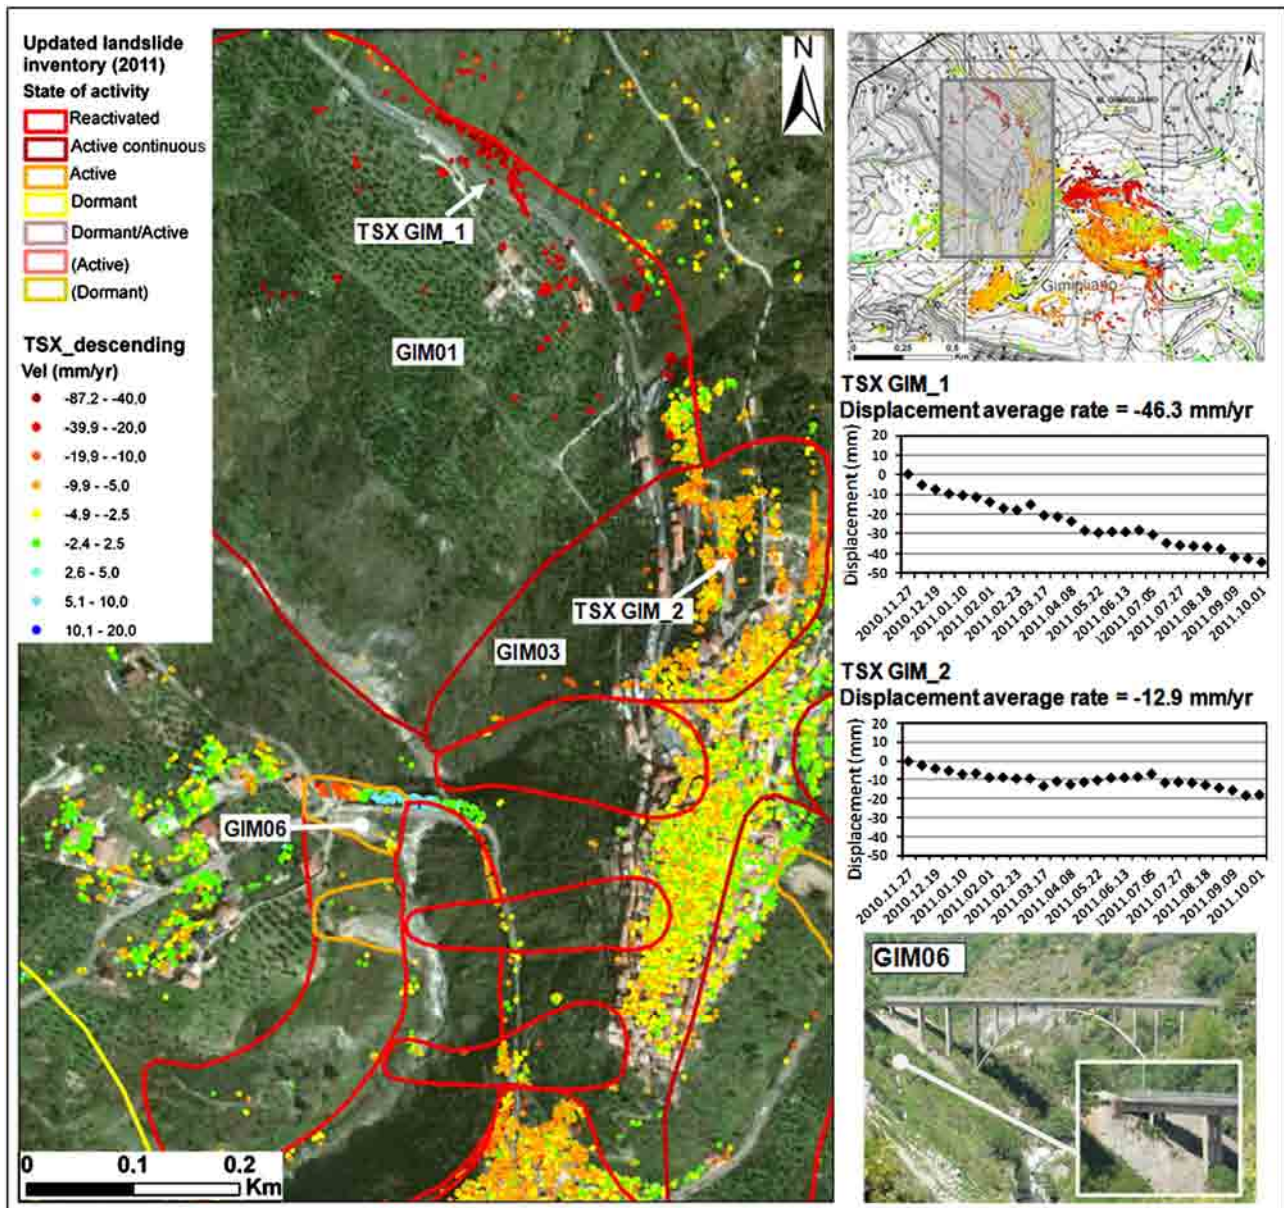 Updated landslide
inventory (2011)
State of activity
Reactivated
Active continuous
Active
Dormant
Dormant/Active
(Active)
(Dormant)
TSX_descending
Vel (mm/yr)
-87.2 - -40,0
-39.9 - -20,0
-19,9 - -10,0
-9.9 - -5.0
-4.9 - -2.5
-2.4 - 2.5
2.6 - 5.0
5.1 - 10.0
10,1 - 20,0
N
TSX GIM_1
GIM01
TSX GIM_2
GIM03
GIM06
0 0.1 0.2
Km
N
Gimigliano
0 0,25 0,5
Km
TSX GIM_1
Displacement average rate = -46.3 mm/yr
Displacement (mm)
20
10
0
-10
-20
-30
-40
-50
2010.11.27
2010.12.19
2011.01.10
2011.02.01
2011.02.23
2011.03.17
2011.04.08
2011.05.22
2011.06.13
i2011.07.05
2011.07.27
2011.08.18
2011.09.09
2011.10.01
TSX GIM_2
Displacement average rate = -12.9 mm/yr
Displacement (mm)
20
10
0
-10
-20
-30
-40
-50
2010.11.27
2010.12.19
2011.01.10
2011.02.01
2011.02.23
2011.03.17
2011.04.08
2011.05.22
2011.06.13
i2011.07.05
2011.07.27
2011.08.18
2011.09.09
2011.10.01
GIM06